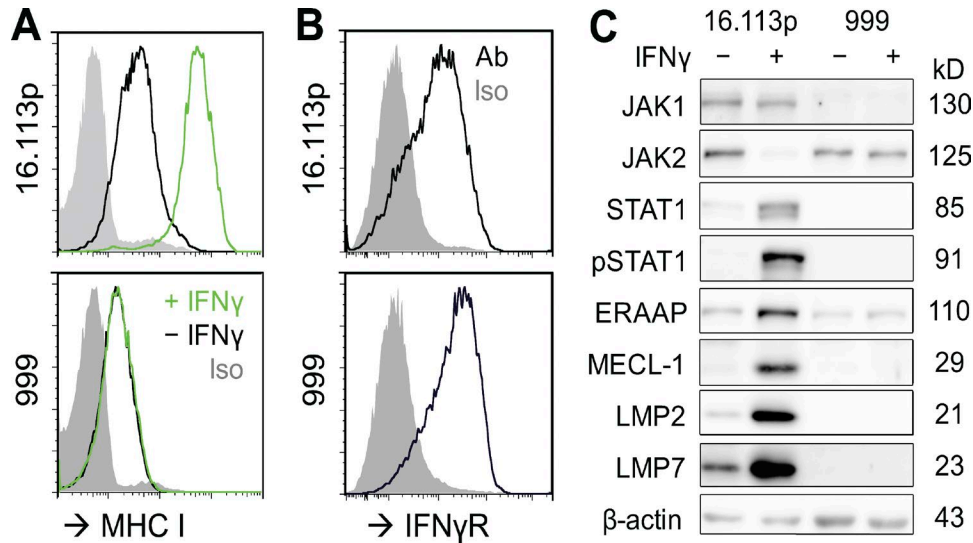 A
16.113p
999
+ IFNγ
− IFNγ
Iso
→ MHC I
B
16.113p
Ab
Iso
999
→ IFNγR
C
16.113p 999
IFNγ − + − + kD
JAK1 130
JAK2 125
STAT1 85
pSTAT1 91
ERAAP 110
MECL-1 29
LMP2 21
LMP7 23
β-actin 43